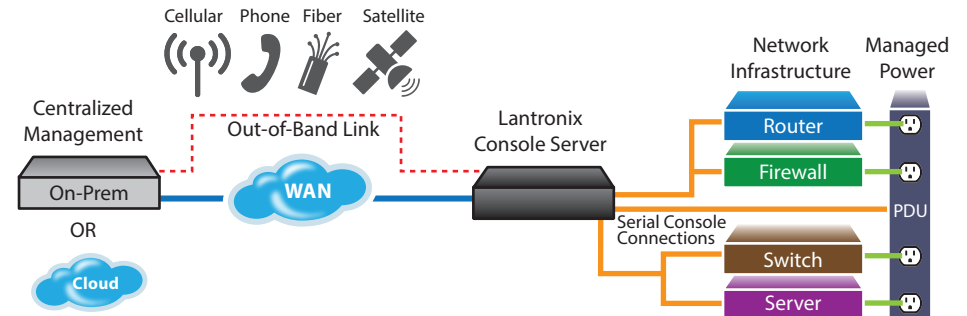 Cellular
Phone
Fiber
Satellite
Network
Infrastructure
Managed
Power
Centralized
Management
Out-of-Band Link
Lantronix
Console Server
Router
Firewall
On-Prem
WAN
PDU
OR
Serial Console
Connections
Cloud
Switch
Server